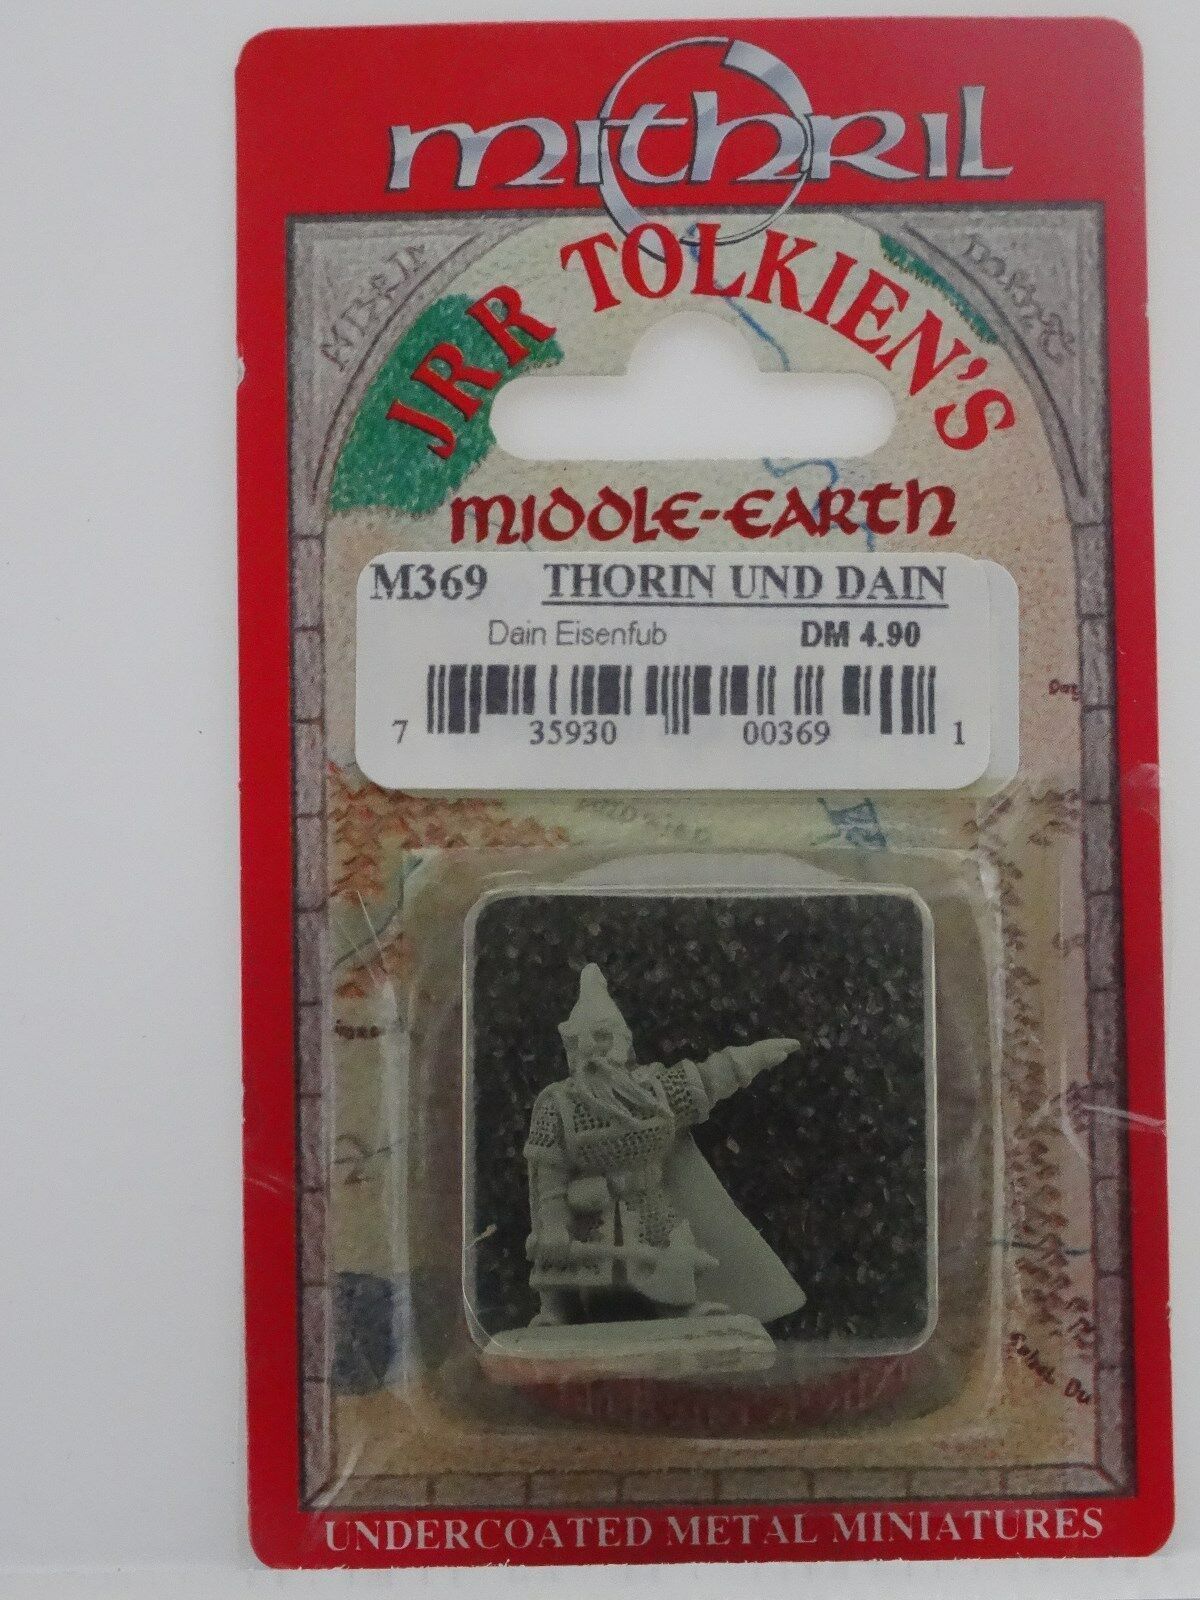 mithril
JRR TOLKIEN'S
MIDDLE-EARTH
M369 THORIN UND DAIN
Dain Eisenfub DM 4.90
7 35930 00369 1
UNDERCOATED METAL MINIATURES